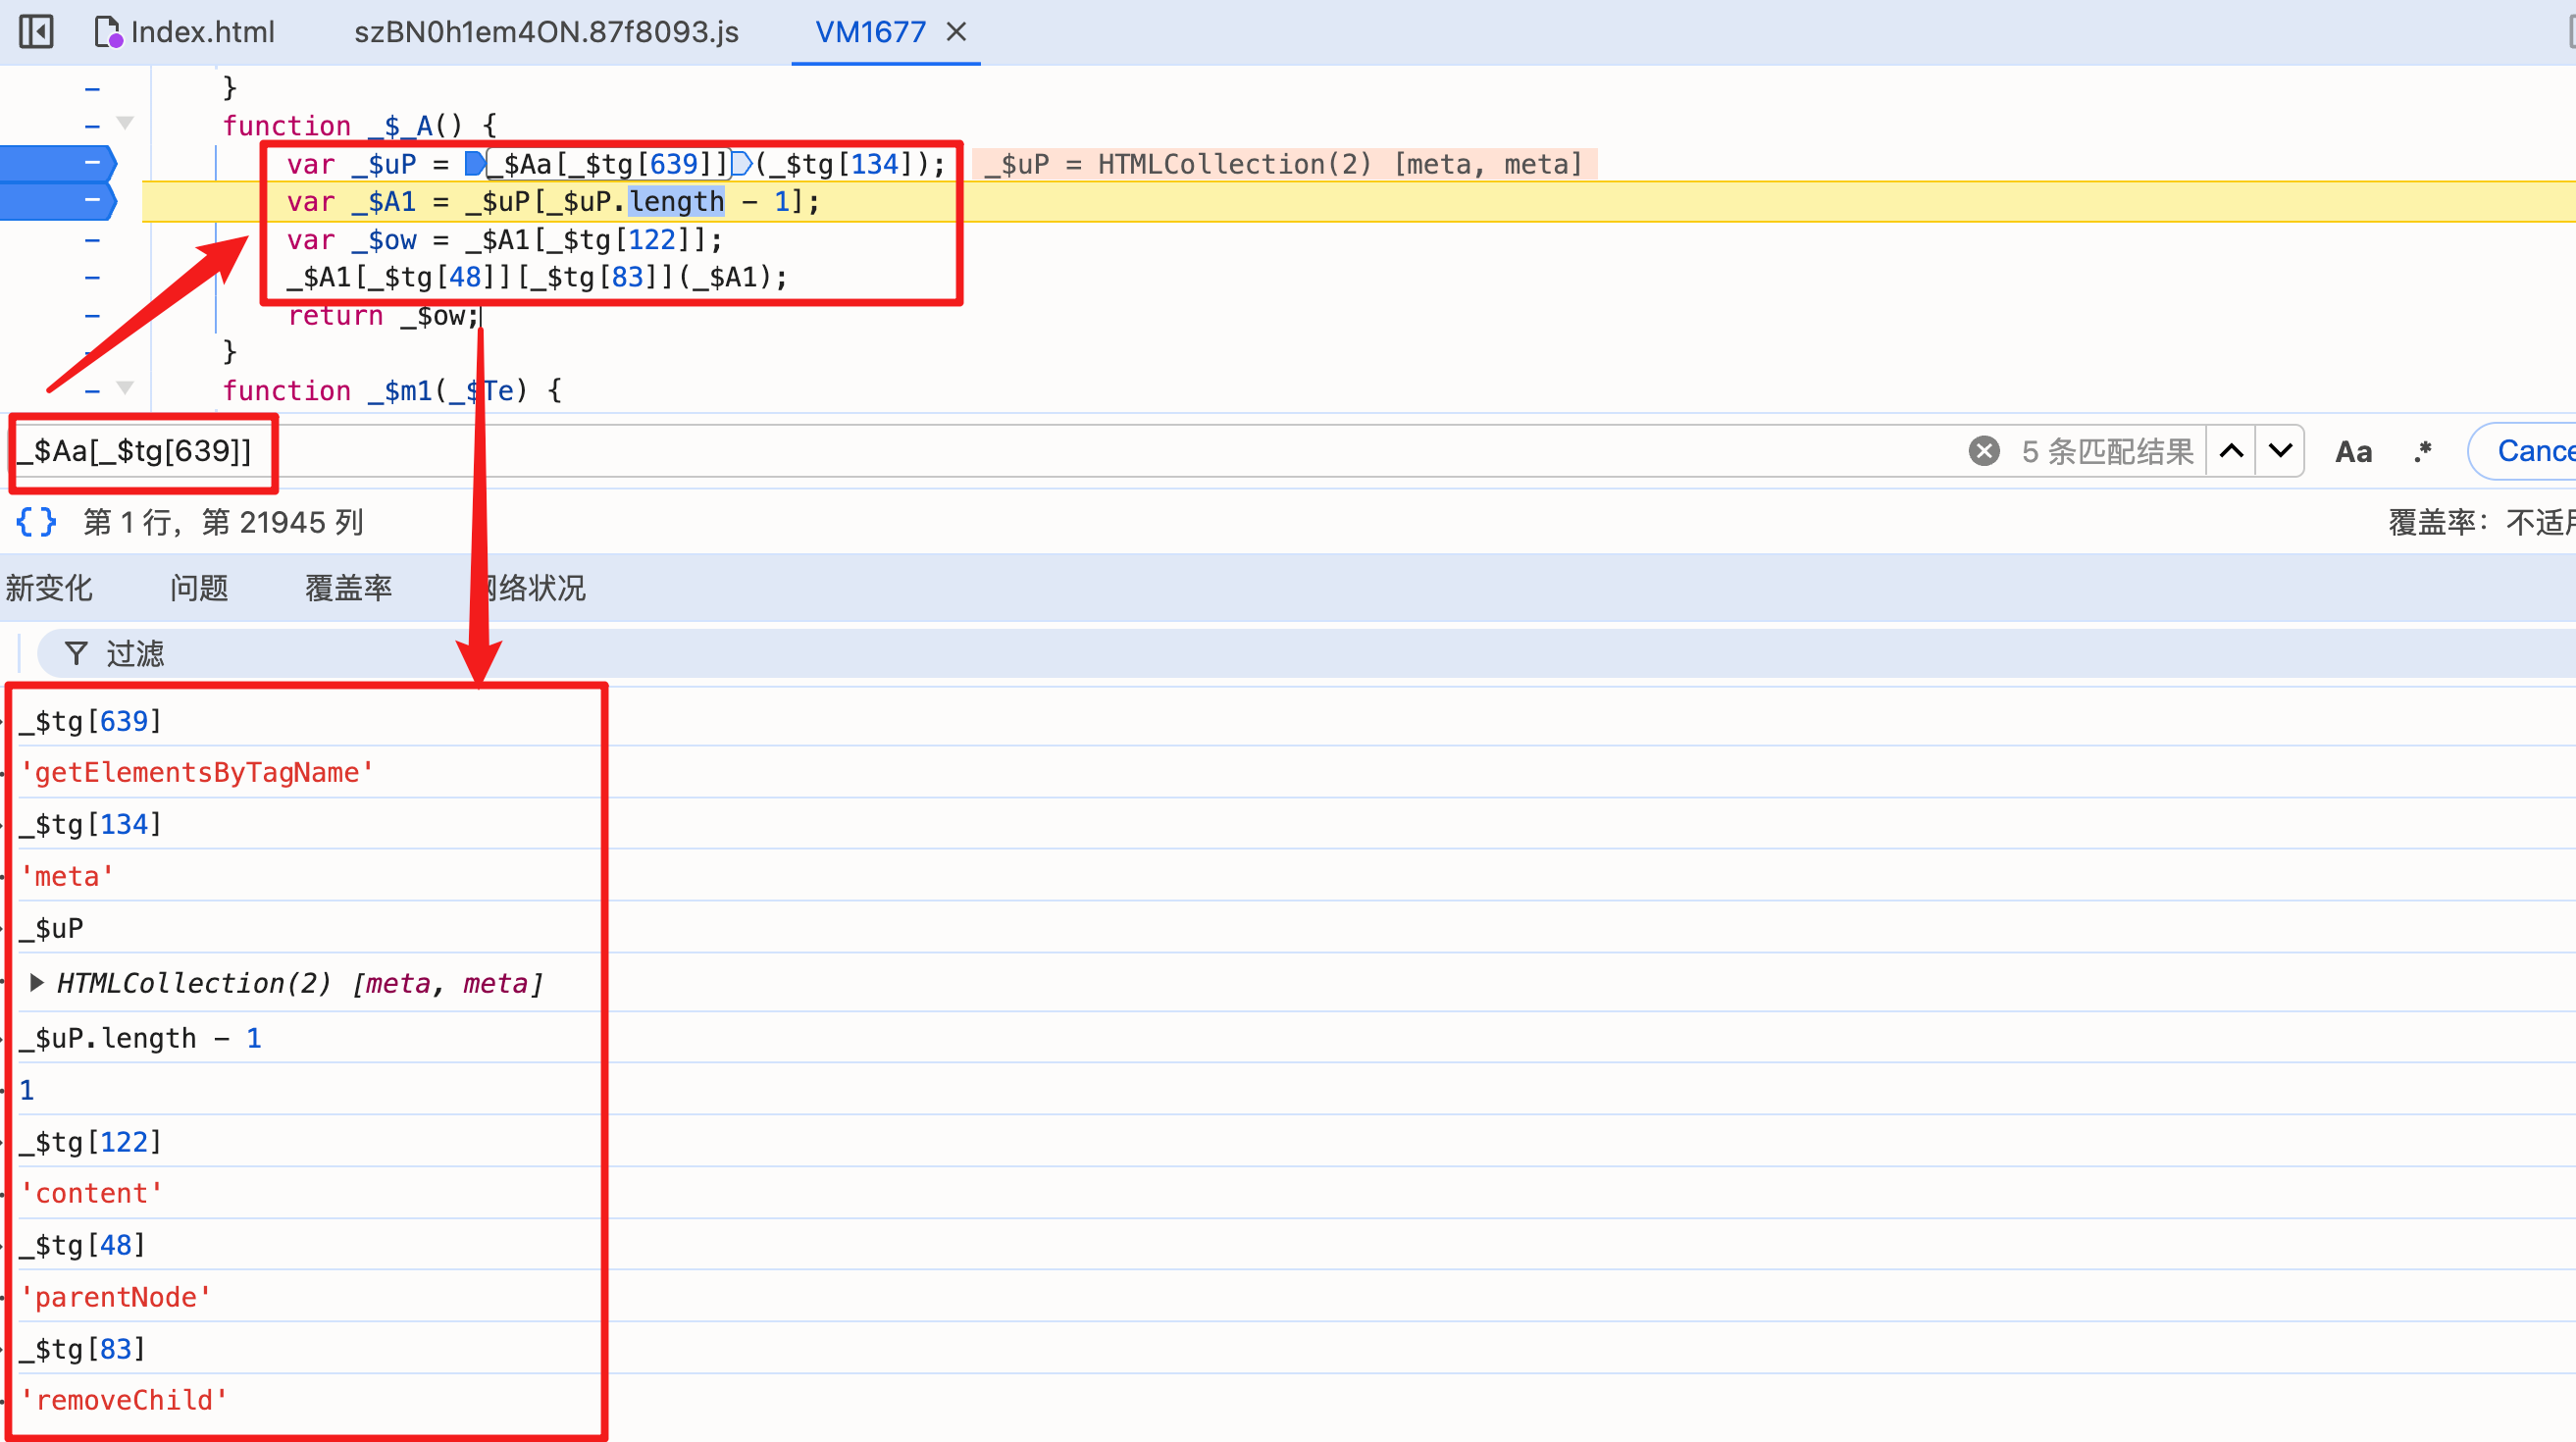 Index.html szBN0h1em4ON.87f8093.js VM1677
}
function _$_A() {
var _$uP = _$Aa[_$tg[639]](_$tg[134]); _$uP = HTMLCollection(2) [meta, meta]
var _$A1 = _$uP[_$uP.length - 1];
var _$ow = _$A1[_$tg[122]];
_$A1[_$tg[48]][_$tg[83]](_$A1);
return _$ow;
}
function _$m1(_$Te) {
_$Aa[_$tg[639]] 5 条匹配结果 Aa .*
{} 第 1 行，第 21945 列 覆盖率：不适
新变化 问题 覆盖率 网络状况
过滤
_$tg[639]
'getElementsByTagName'
_$tg[134]
'meta'
_$uP
HTMLCollection(2) [meta, meta]
_$uP.length - 1
1
_$tg[122]
'content'
_$tg[48]
'parentNode'
_$tg[83]
'removeChild'